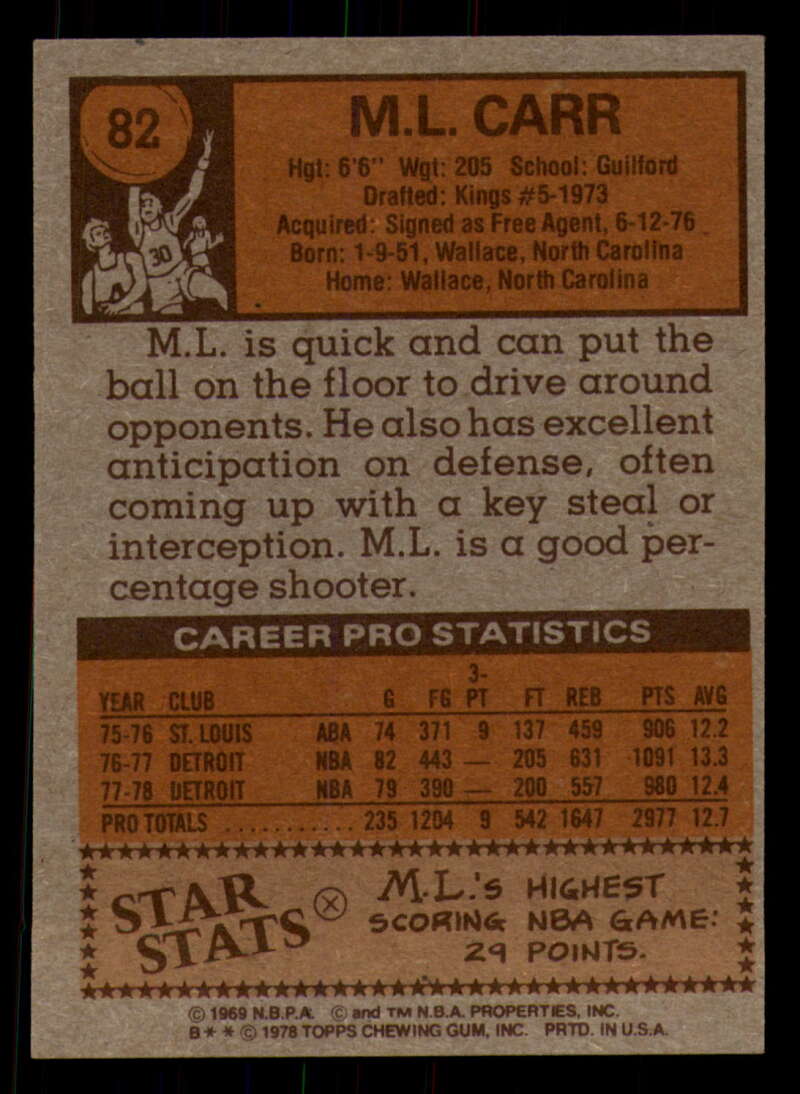 82
M.L. CARR
Hgt: 6'6" Wgt: 205 School: Guilford
Drafted: Kings #5-1973
Acquired: Signed as Free Agent, 6-12-76
Born: 1-9-51, Wallace, North Carolina
Home: Wallace, North Carolina
30
M.L. is quick and can put the
ball on the floor to drive around
opponents. He also has excellent
anticipation on defense, often
coming up with a key steal or
interception. M.L. is a good per-
centage shooter.
CAREER PRO STATISTICS
YEAR CLUB G FG 3-PT FT REB PTS AVG
75-76 ST. LOUIS ABA 74 371 9 137 459 906 12.2
76-77 DETROIT NBA 82 443 — 205 631 1091 13.3
77-78 DETROIT NBA 79 390 — 200 557 980 12.4
PRO TOTALS ........... 235 1204 9 542 1647 2977 12.7
STAR STATS
M.L.'S HIGHEST
SCORING NBA GAME:
29 POINTS.
© 1969 N.B.P.A. © and TM N.B.A. PROPERTIES, INC.
B* * © 1978 TOPPS CHEWING GUM, INC. PRTD. IN U.S.A.